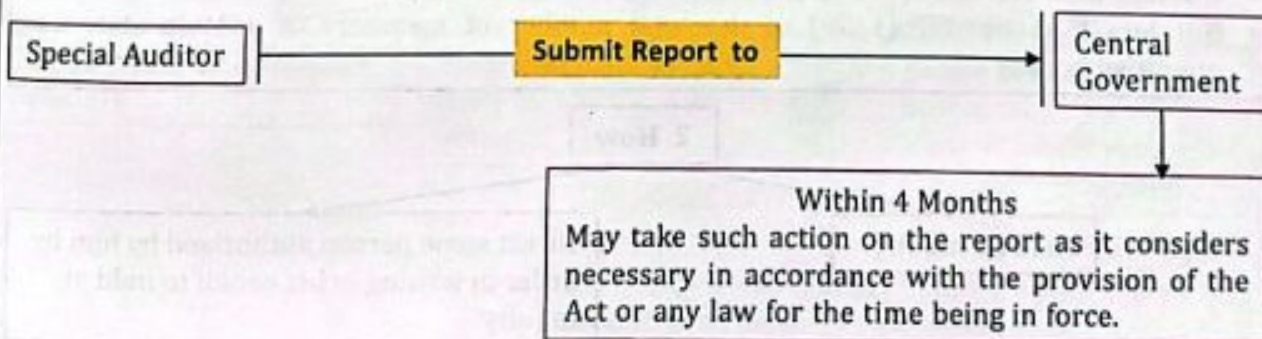 Special Auditor
Submit Report to
Central
Government
Within 4 Months
May take such action on the report as it considers
necessary in accordance with the provision of the
Act or any law for the time being in force.